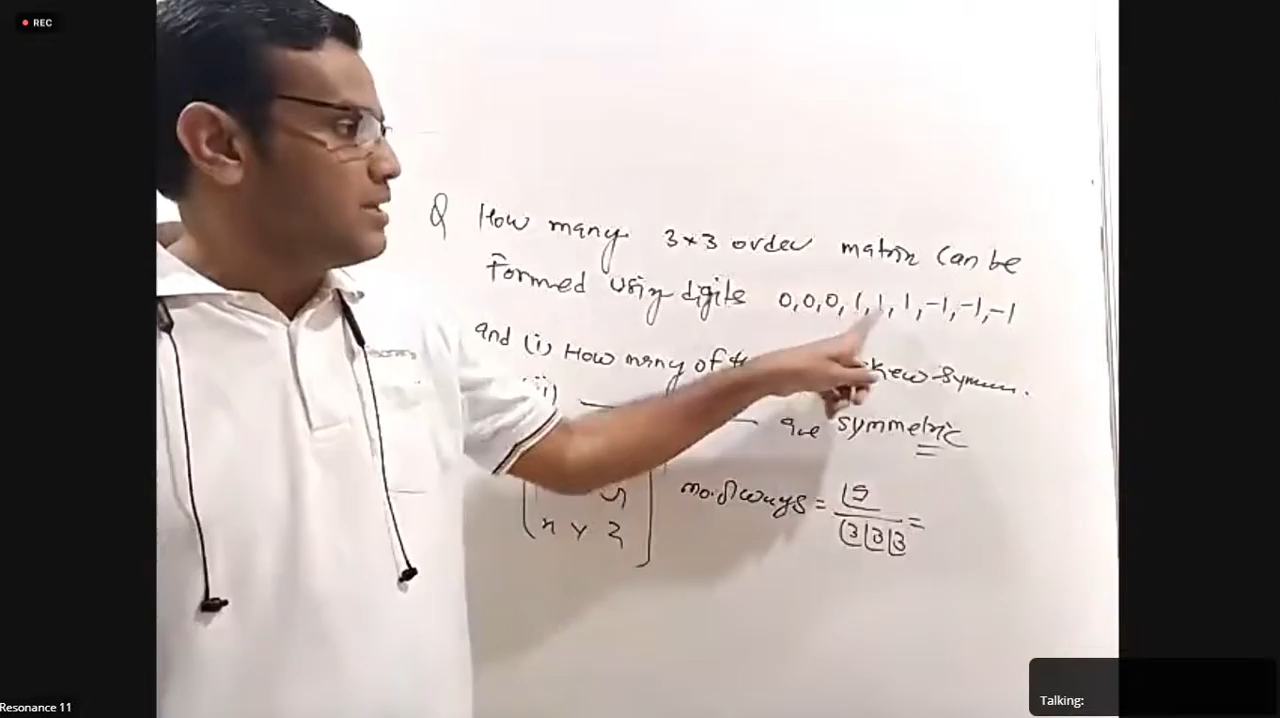 REC
Q How many 3×3 order matrix can be
formed using digits 0,0,0,1,1,1,-1,-1,-1
and (i) How many of skew symm.
(ii) are symmetric
no. of ways = =
x y z
3 3 3
Resonance 11
Talking: